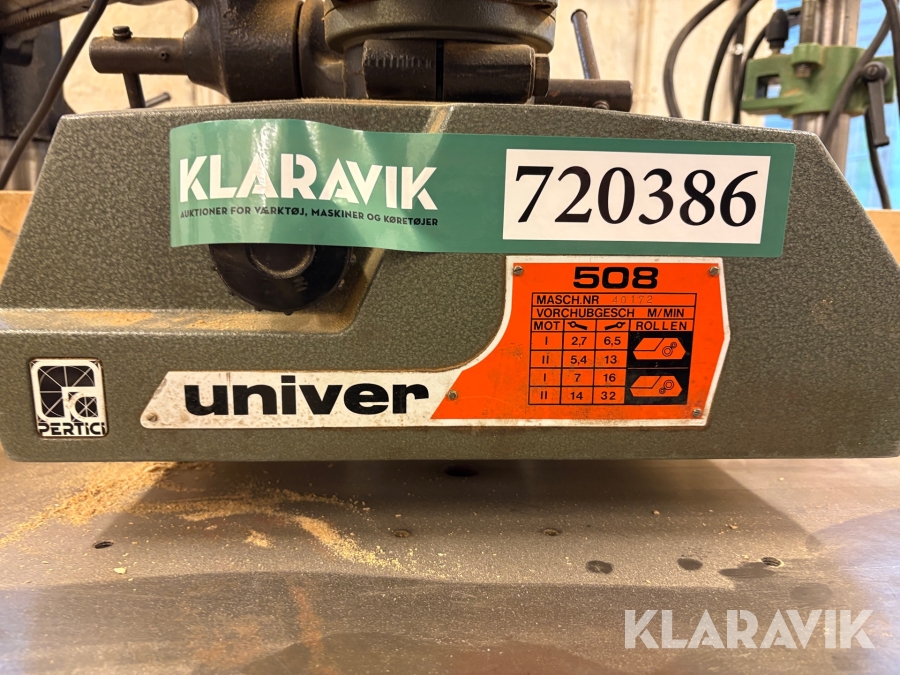 KLARAVIK
AUKTIONER FOR VÆRKTØJ, MASKINER OG KØRETØJER
720386
508
MASCH.NR 40172
VORCHUBGESCH M/MIN
MOT ROLLEN
I 2,7 6,5
II 5,4 13
I 7 16
II 14 32
univer
PERTICI
KLARAVIK